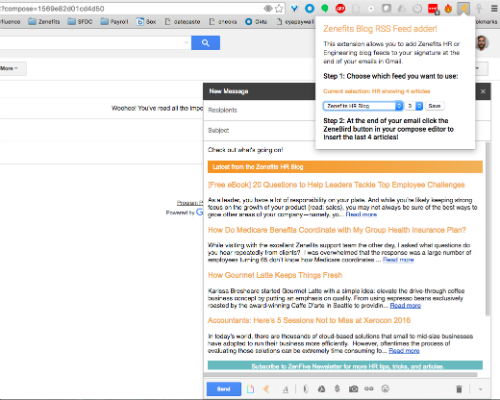 ?compose=1569e82d01cd4d50
fluence
Zenefits
SFDC
Payroll
Box
datecaste
checks
Okta
eyepaywall
ookmarks
More
Woohoo! You've read all the impo
Program P
Powered by G
Zenefits Blog RSS Feed adder!
This extension allows you to add Zenefits HR or
Engineering blog feeds to your signature at the
end of your emails in Gmail.
Step 1: Choose which feed you want to use:
Current selection: HR showing 4 articles
Zenefits HR Blog 3 Save
Step 2: At the end of your email click the
ZeneBird button in your compose editor to
Insert the last 4 articles!
New Message
Recipients
Subject
Check out what's going on!
Latest from the Zenefits HR Blog
[Free eBook] 20 Questions to Help Leaders Tackle Top Employee Challenges
As a leader, you have a lot of responsibility on your plate. And while you're likely keeping strong
focus on the growth of your product (read: sales), you may not always be sure of the best ways to
grow other areas of your company—namely, yo... Read more
How Do Medicare Benefits Coordinate with My Group Health Insurance Plan?
While visiting with the excellent Zenefits support team the other day, I asked what questions do
you hear repeatedly from clients? I was overwhelmed that the response was a large number of
employees turning 65 don't know how Medicare coordinates ... Read more
How Gourmet Latte Keeps Things Fresh
Karissa Breshears started Gourmet Latte with a simple idea: elevate the drive-through coffee
business concept by putting an emphasis on quality. From using espresso beans exclusively
roasted by the award-winning Caffe D'arte in Seattle to providin... Read more
Accountants: Here's 5 Sessions Not to Miss at Xerocon 2016
In today's world, there are thousands of cloud-based solutions that small to mid-size businesses
have adopted to run their business more efficiently. However, oftentimes the process of
evaluating those solutions can be extremely time consuming fo... Read more
Subscribe to ZenFive Newsletter for more HR tips, tricks, and articles.
Send